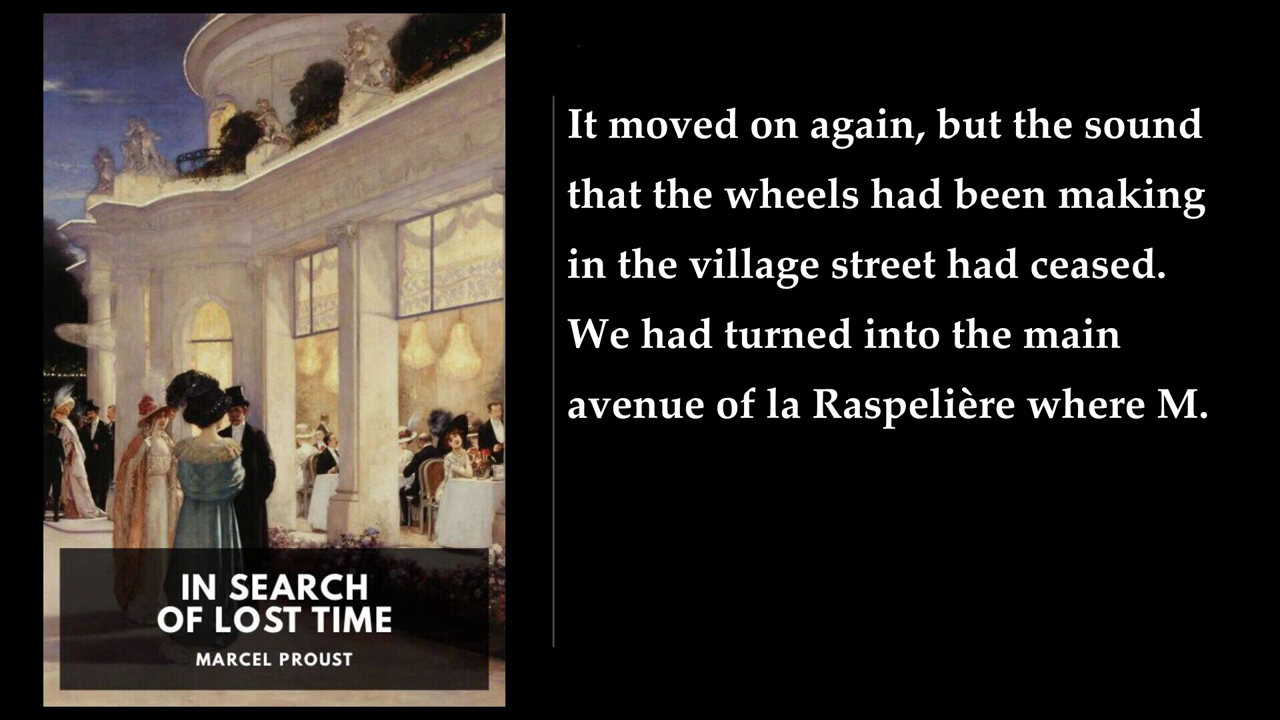 It moved on again, but the sound
that the wheels had been making
in the village street had ceased.
We had turned into the main
avenue of la Raspelière where M.
IN SEARCH
OF LOST TIME
MARCEL PROUST